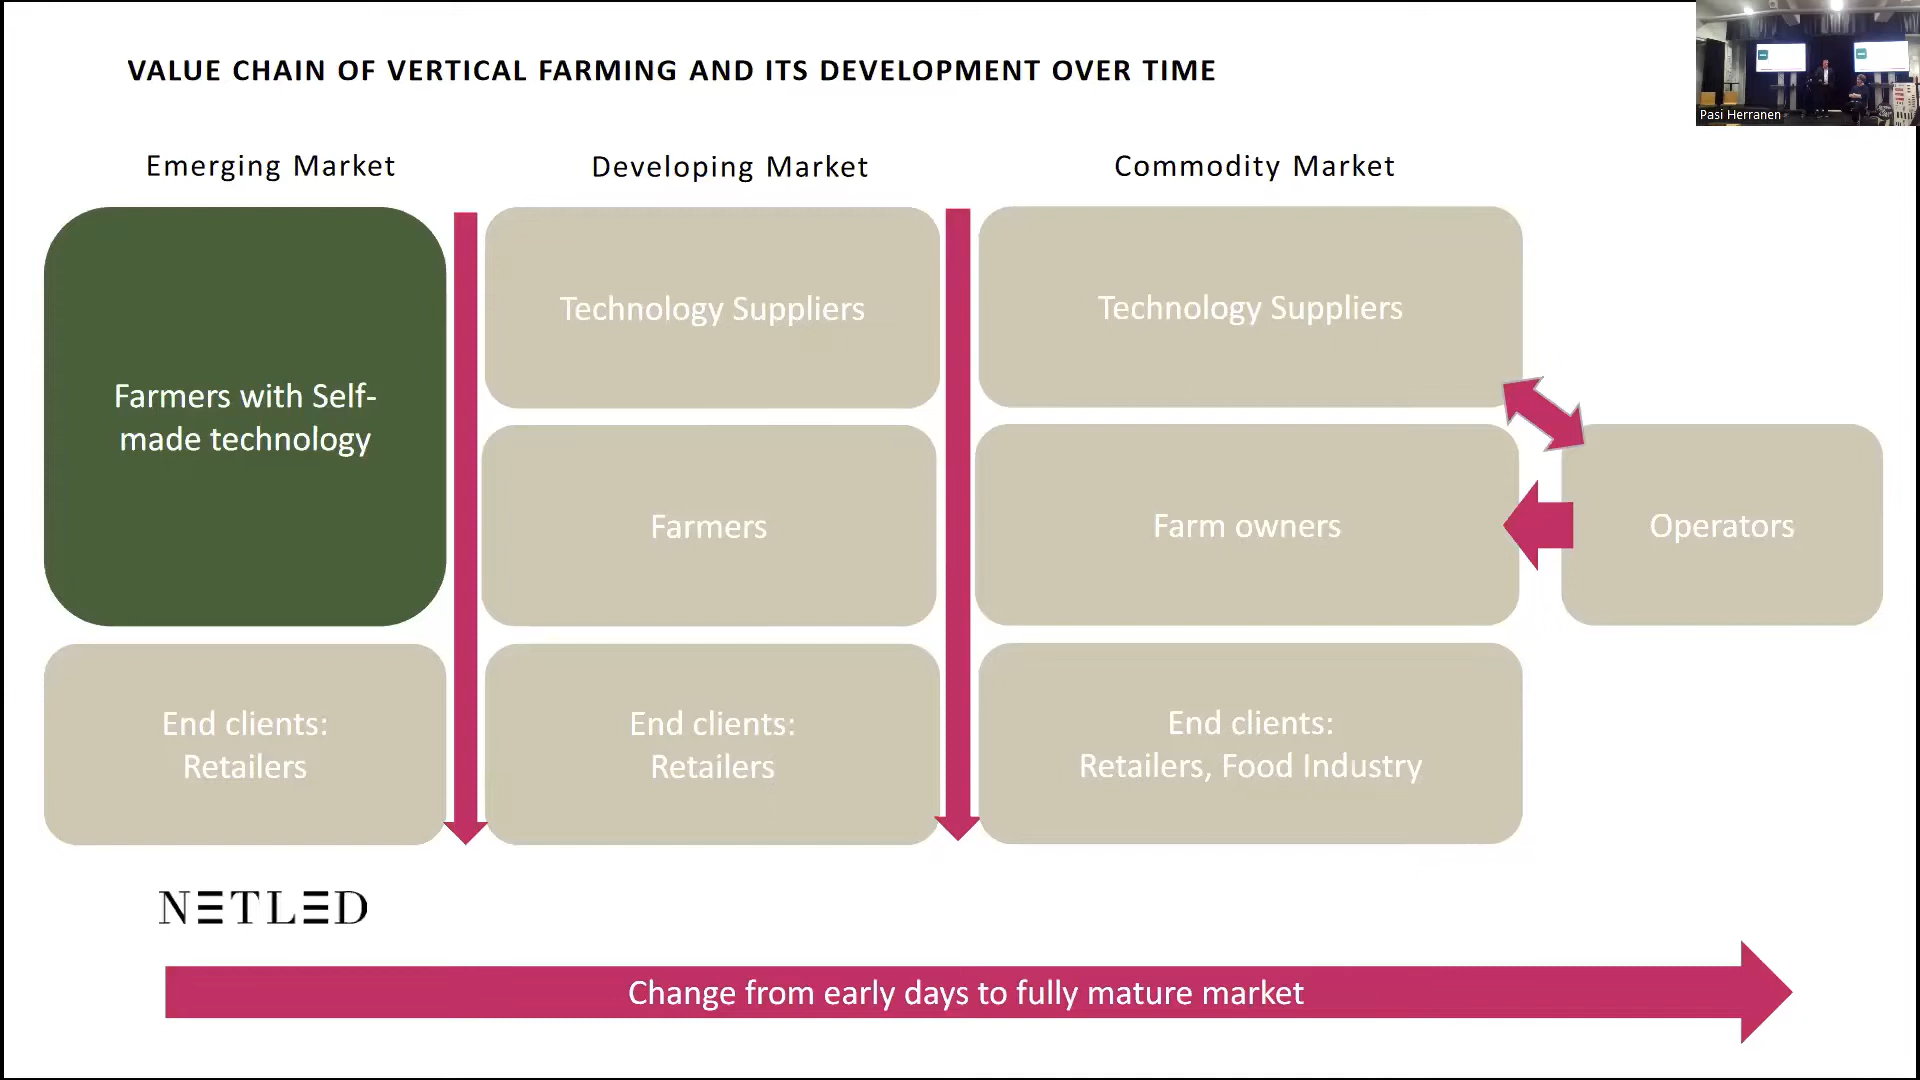 VALUE CHAIN OF VERTICAL FARMING AND ITS DEVELOPMENT OVER TIME
Pasi Herranen
Emerging Market
Developing Market
Commodity Market
Farmers with Self-
made technology
End clients:
Retailers
Technology Suppliers
Farmers
End clients:
Retailers
Technology Suppliers
Farm owners
Operators
End clients:
Retailers, Food Industry
NETLED
Change from early days to fully mature market